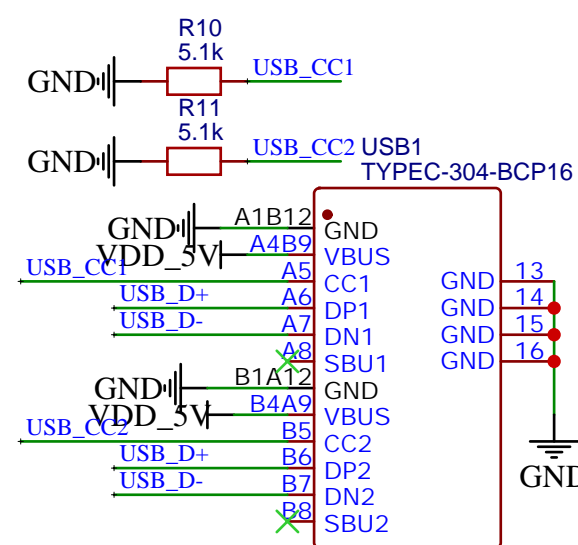 R10
5.1k
GND USB_CC1
R11
5.1k
GND USB_CC2 USB1
TYPEC-304-BCP16
GND A1B12 GND
VDD_5V A4B9 VBUS
USB_CC1 A5 CC1 GND 13
USB_D+ A6 DP1 GND 14
USB_D- A7 DN1 GND 15
A8 SBU1 GND 16
GND B1A12 GND
VDD_5V B4A9 VBUS
USB_CC2 B5 CC2
USB_D+ B6 DP2 GND
USB_D- B7 DN2
B8 SBU2